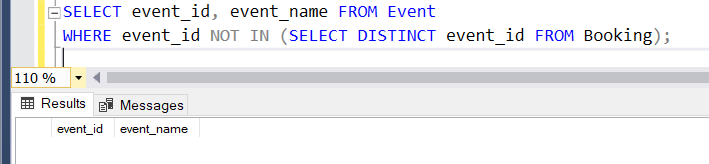 SELECT event_id, event_name FROM Event
WHERE event_id NOT IN (SELECT DISTINCT event_id FROM Booking);
110 %
Results Messages
event_id event_name